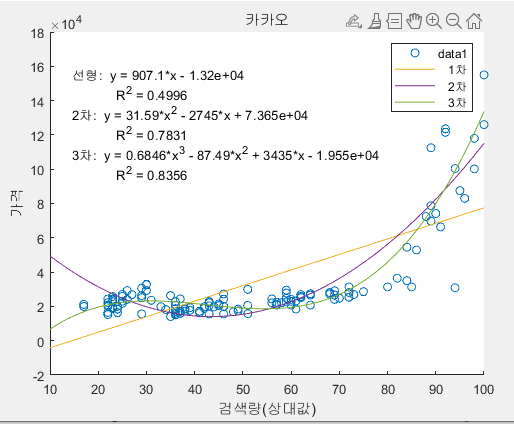 카카오
×10⁴
선형: y = 907.1*x - 1.32e+04
R² = 0.4996
2차: y = 31.59*x² - 2745*x + 7.365e+04
R² = 0.7831
3차: y = 0.6846*x³ - 87.49*x² + 3435*x - 1.955e+04
R² = 0.8356
data1
1차
2차
3차
18
16
14
12
10
8
6
4
2
0
-2
가격
10 20 30 40 50 60 70 80 90 100
검색량(상대값)